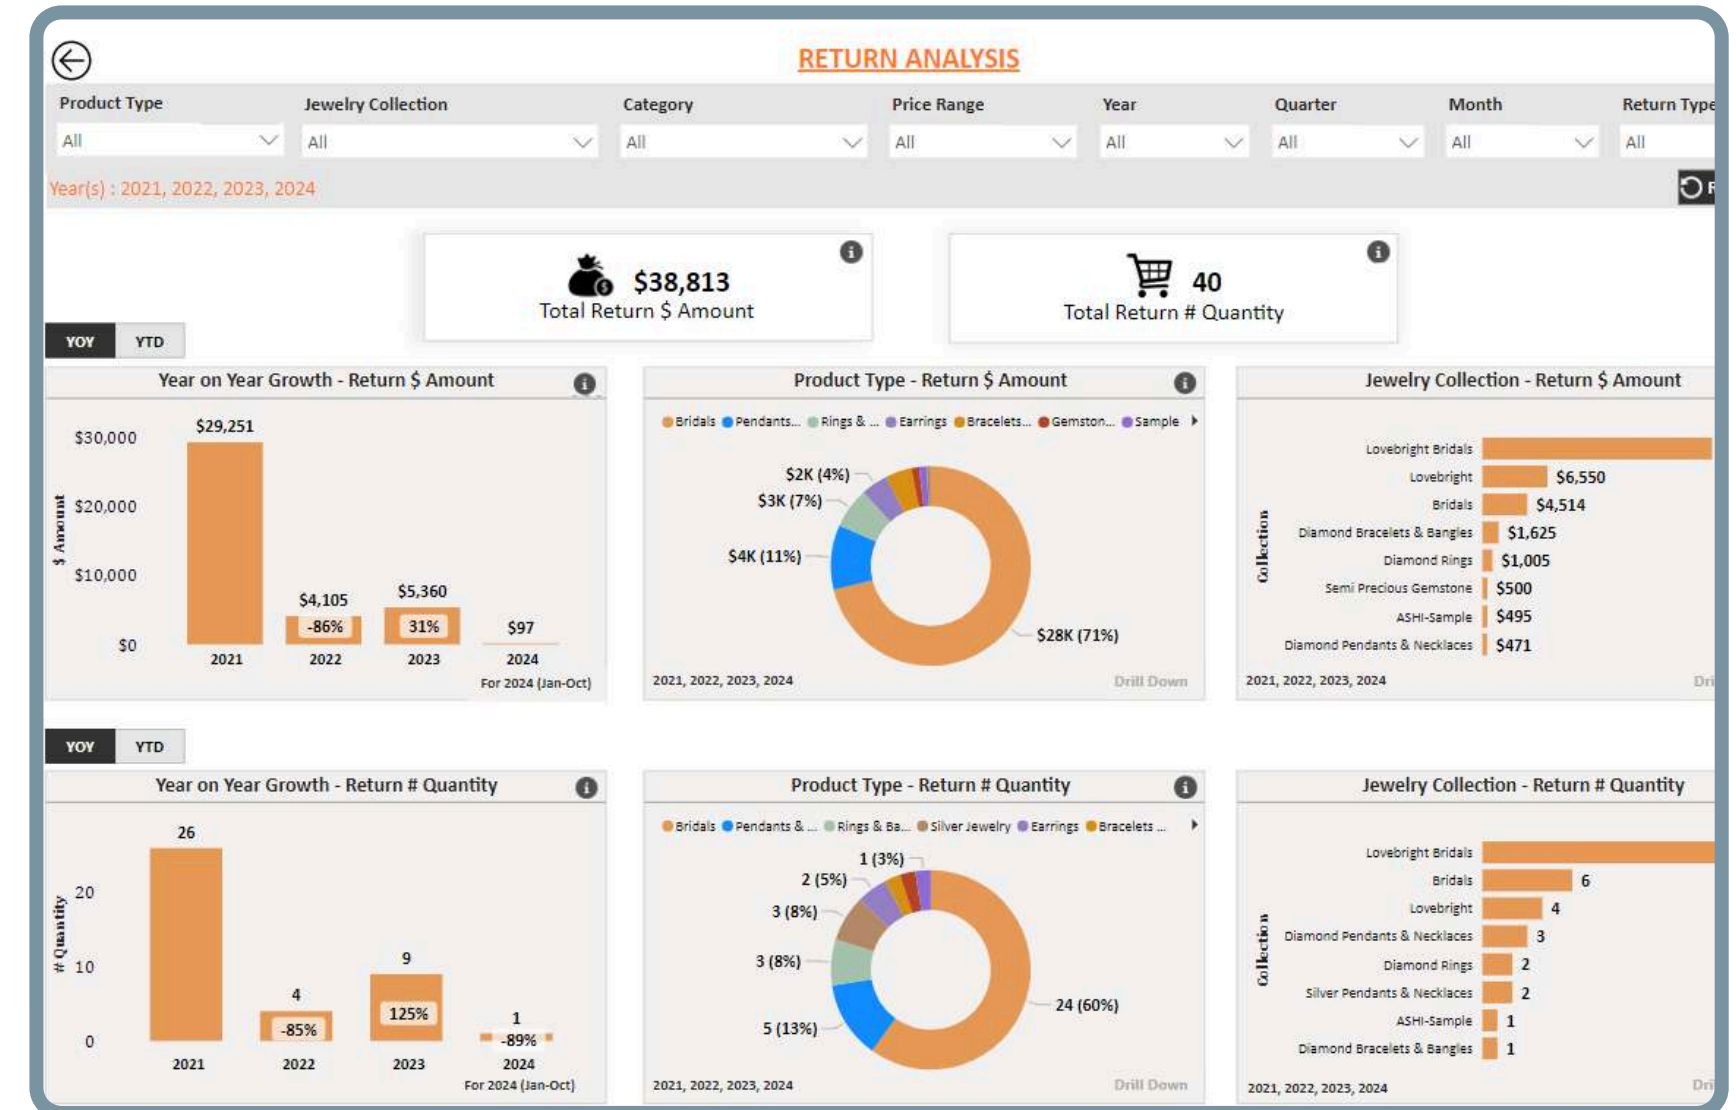 RETURN ANALYSIS
Product Type
Jewelry Collection
Category
Price Range
Year
Quarter
Month
Return Type
All
All
All
All
All
All
All
All
Year(s) : 2021, 2022, 2023, 2024
$38,813
Total Return $ Amount
40
Total Return # Quantity
YOY
YTD
Year on Year Growth - Return $ Amount
$ Amount
$30,000
$20,000
$10,000
$0
$29,251
$4,105
-86%
$5,360
31%
$97
2021
2022
2023
2024
For 2024 (Jan-Oct)
Product Type - Return $ Amount
Bridals
Pendants...
Rings & ...
Earrings
Bracelets...
Gemston...
Sample
$2K (4%)
$3K (7%)
$4K (11%)
$28K (71%)
2021, 2022, 2023, 2024
Drill Down
Jewelry Collection - Return $ Amount
Collection
Lovebright Bridals
Lovebright $6,550
Bridals $4,514
Diamond Bracelets & Bangles $1,625
Diamond Rings $1,005
Semi Precious Gemstone $500
ASHI-Sample $495
Diamond Pendants & Necklaces $471
2021, 2022, 2023, 2024
Dri
YOY
YTD
Year on Year Growth - Return # Quantity
# Quantity
20
10
0
26
4
-85%
9
125%
1
-89%
2021
2022
2023
2024
For 2024 (Jan-Oct)
Product Type - Return # Quantity
Bridals
Pendants & ...
Rings & Ba...
Silver Jewelry
Earrings
Bracelets ...
1 (3%)
2 (5%)
3 (8%)
3 (8%)
5 (13%)
24 (60%)
2021, 2022, 2023, 2024
Drill Down
Jewelry Collection - Return # Quantity
Collection
Lovebright Bridals
Bridals 6
Lovebright 4
Diamond Pendants & Necklaces 3
Diamond Rings 2
Silver Pendants & Necklaces 2
ASHI-Sample 1
Diamond Bracelets & Bangles 1
2021, 2022, 2023, 2024
Dri